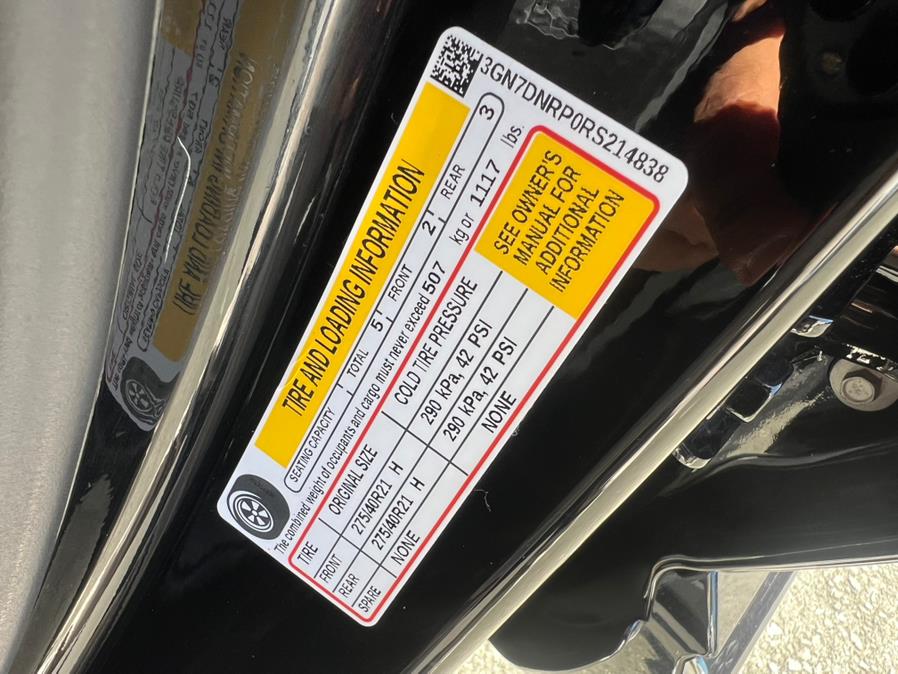 3GN7DNRP0RS214838
TIRE AND LOADING INFORMATION
SEATING CAPACITY TOTAL 5 FRONT 2 REAR 3
The combined weight of occupants and cargo must never exceed 507 kg or 1117 lbs.
TIRE ORIGINAL SIZE COLD TIRE PRESSURE
FRONT 275/40R21 H 290 kPa, 42 PSI
REAR 275/40R21 H 290 kPa, 42 PSI
SPARE NONE NONE
SEE OWNER'S
MANUAL FOR
ADDITIONAL
INFORMATION